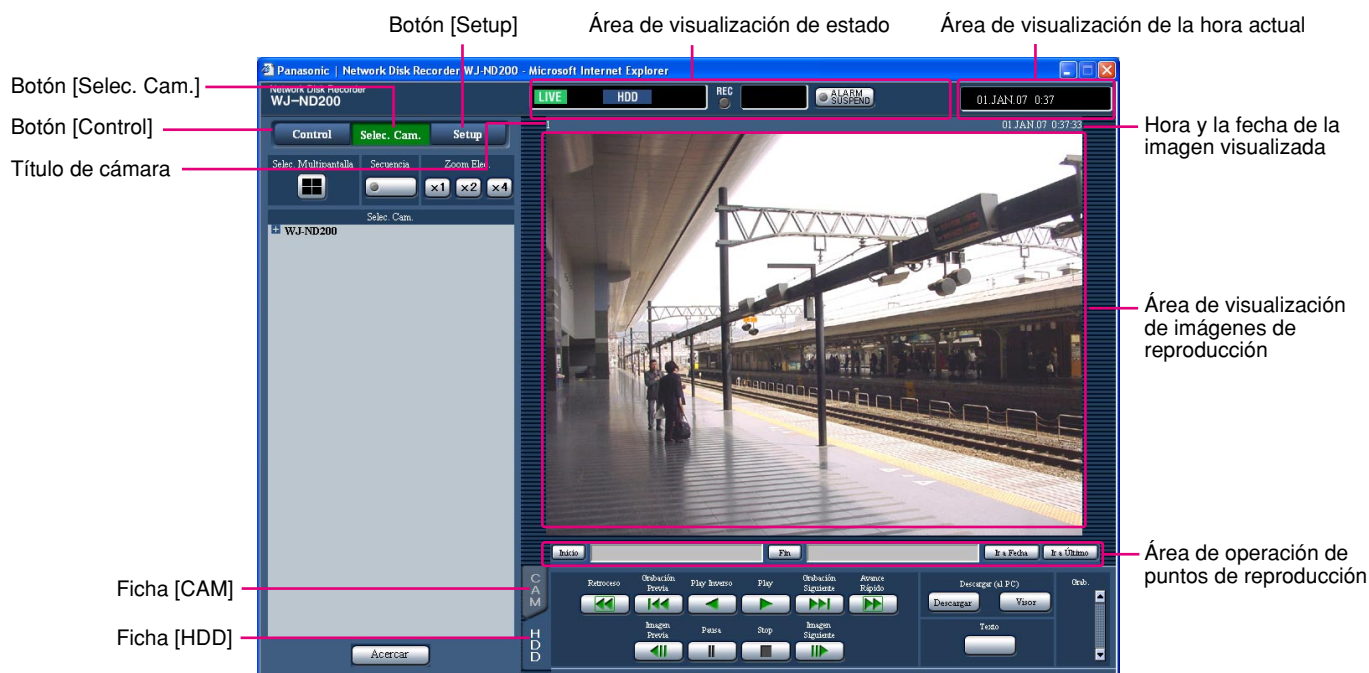 Botón [Setup]
Área de visualización de estado
Área de visualización de la hora actual
Botón [Selec. Cam.]
Botón [Control]
Título de cámara
Panasonic | Network Disk Recorder WJ-ND200 - Microsoft Internet Explorer
Network Disk Recorder
WJ-ND200
LIVE
HDD
REC
ALARM
SUSPEND
01.JAN.07 0:37
Control
Selec. Cam.
Setup
1
01.JAN.07 0:37:33
Hora y la fecha de la
imagen visualizada
Selec. Multipantalla
Secuencia
Zoom Elec.
x1
x2
x4
Selec. Cam.
WJ-ND200
Área de visualización
de imágenes de
reproducción
Inicio
Fin
Ir a Fecha
Ir a Último
Área de operación de
puntos de reproducción
Ficha [CAM]
Ficha [HDD]
CAM
HDD
Retroceso
Grabación
Previa
Play Inverso
Play
Grabación
Siguiente
Avance
Rápido
Descargar (al PC)
Grab.
Descargar
Visor
Imagen
Previa
Pausa
Stop
Imagen
Siguiente
Texto
Acercar